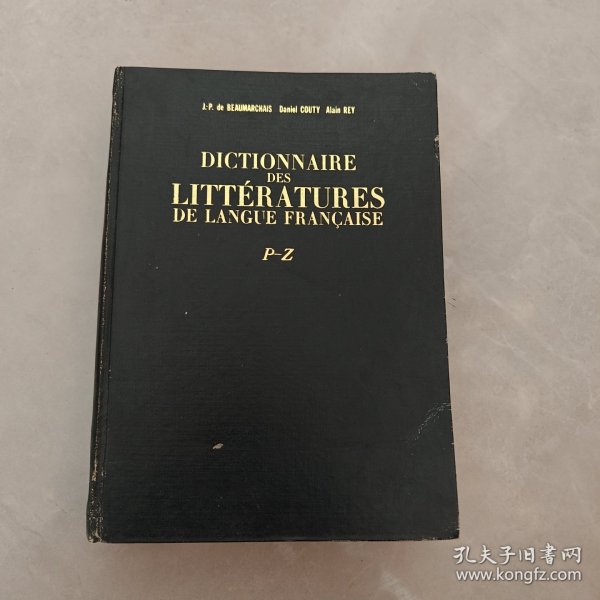 J.-P. de BEAUMARCHAIS Daniel COUTY Alain REY
DICTIONNAIRE
DES
LITTÉRATURES
DE LANGUE FRANÇAISE
P-Z
孔夫子旧书网
www.kongfz.com